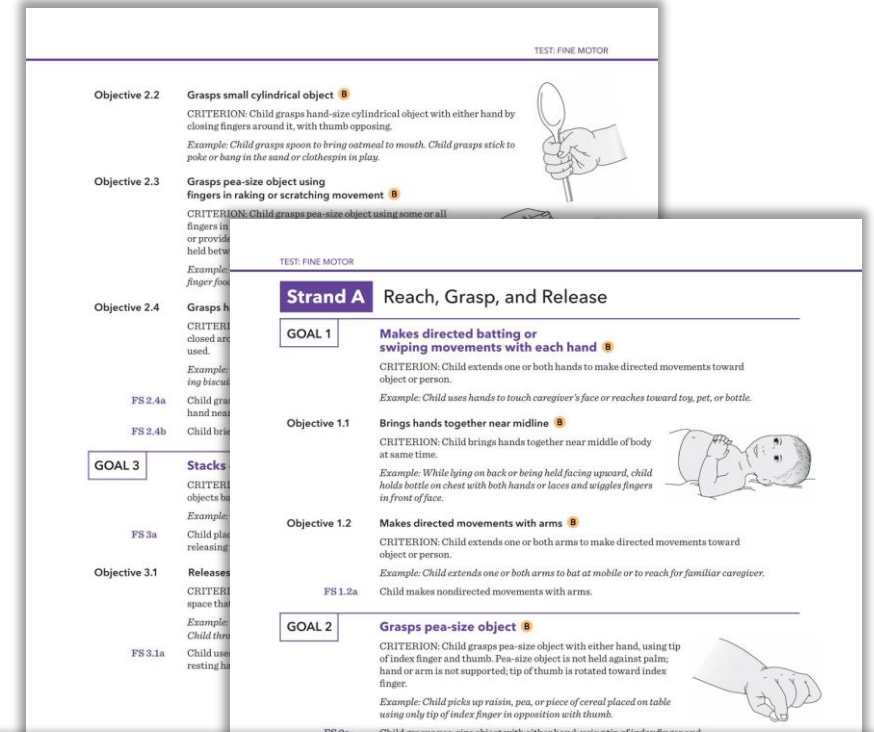 TEST: FINE MOTOR
Objective 2.2 Grasps small cylindrical object B
CRITERION: Child grasps hand-size cylindrical object with either hand by
closing fingers around it, with thumb opposing.
Example: Child grasps spoon to bring oatmeal to mouth. Child grasps stick to
poke or bang in the sand or clothespin in play.
Objective 2.3 Grasps pea-size object using
fingers in raking or scratching movement B
CRITERION: Child grasps pea-size object using some or all
fingers in
or provide
held betw
Example:
finger foo
Objective 2.4 Grasps h
CRITERI
closed aro
used.
Example:
ing biscui
FS 2.4a Child gra
hand near
FS 2.4b Child brie
GOAL 3 Stacks
CRITERI
objects ba
Example:
FS 3a Child plac
releasing
Objective 3.1 Releases
CRITERI
space that
Example:
Child thro
FS 3.1a Child use
resting ha
TEST: FINE MOTOR
Strand A Reach, Grasp, and Release
GOAL 1 Makes directed batting or
swiping movements with each hand B
CRITERION: Child extends one or both hands to make directed movements toward
object or person.
Example: Child uses hands to touch caregiver's face or reaches toward toy, pet, or bottle.
Objective 1.1 Brings hands together near midline B
CRITERION: Child brings hands together near middle of body
at same time.
Example: While lying on back or being held facing upward, child
holds bottle on chest with both hands or laces and wiggles fingers
in front of face.
Objective 1.2 Makes directed movements with arms B
CRITERION: Child extends one or both arms to make directed movements toward
object or person.
Example: Child extends one or both arms to bat at mobile or to reach for familiar caregiver.
FS 1.2a Child makes nondirected movements with arms.
GOAL 2 Grasps pea-size object B
CRITERION: Child grasps pea-size object with either hand, using tip
of index finger and thumb. Pea-size object is not held against palm;
hand or arm is not supported; tip of thumb is rotated toward index
finger.
Example: Child picks up raisin, pea, or piece of cereal placed on table
using only tip of index finger in opposition with thumb.